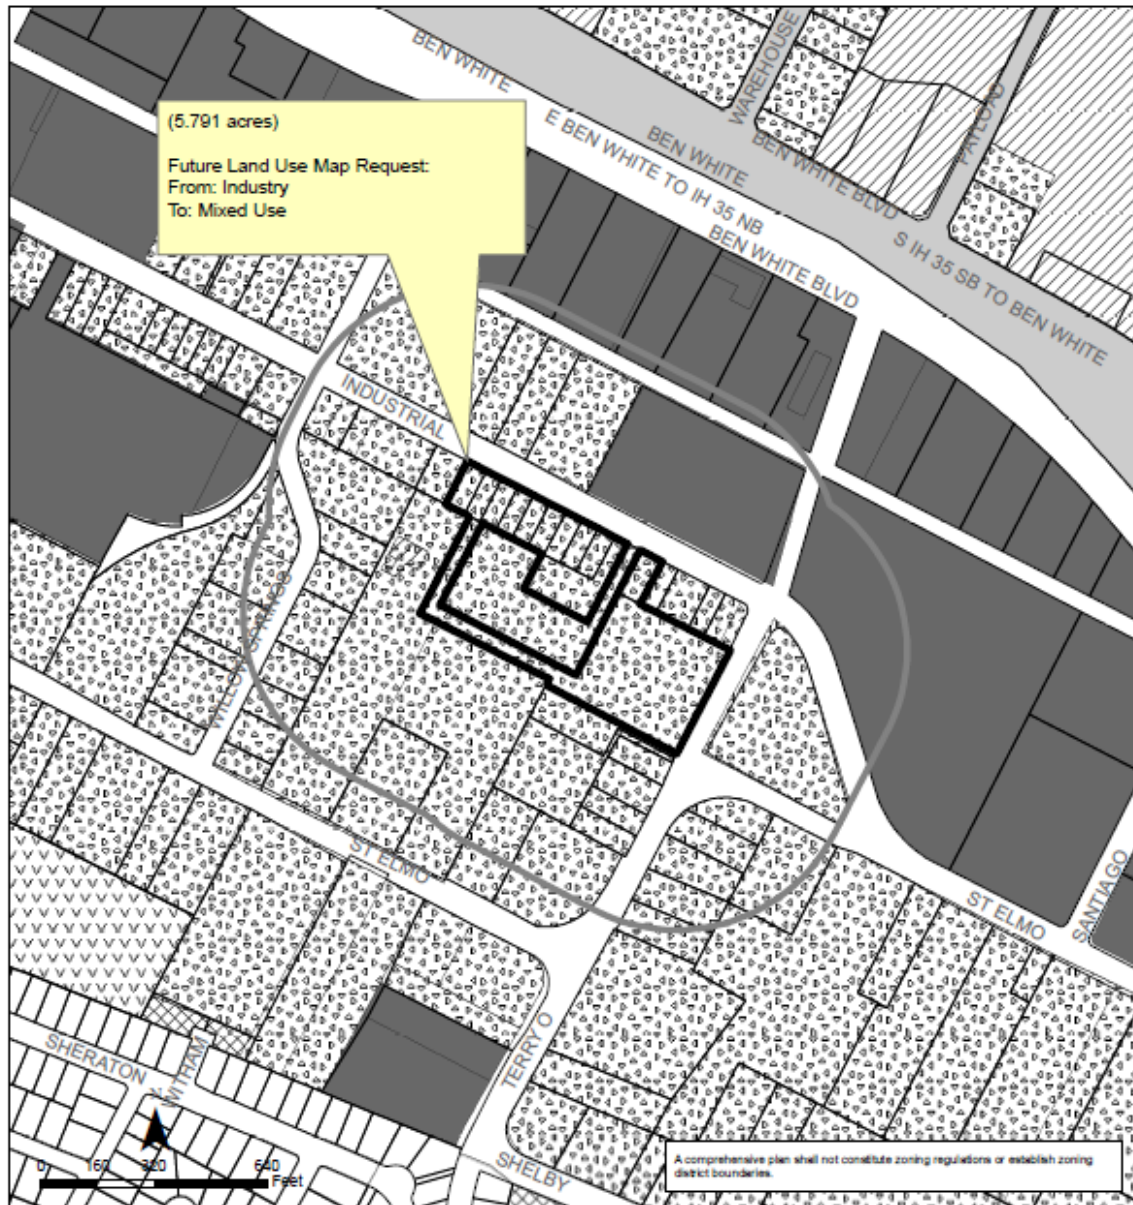 BEN WHITE
WAREHOUSE
PAYLOAD
(5.791 acres)
Future Land Use Map Request:
From: Industry
To: Mixed Use
E BEN WHITE TO IH 35 NB
BEN WHITE
BEN WHITE BLVD
BEN WHITE BLVD
S IH 35 SB TO BEN WHITE
INDUSTRIAL
WILLOW SPRINGS
ST ELMO
ST ELMO
SANTIAGO
TERRY O
SHERATON
WITHAM
SHELBY
N
0 160 320 640
Feet
A comprehensive plan shall not constitute zoning regulations or establish zoning
district boundaries.